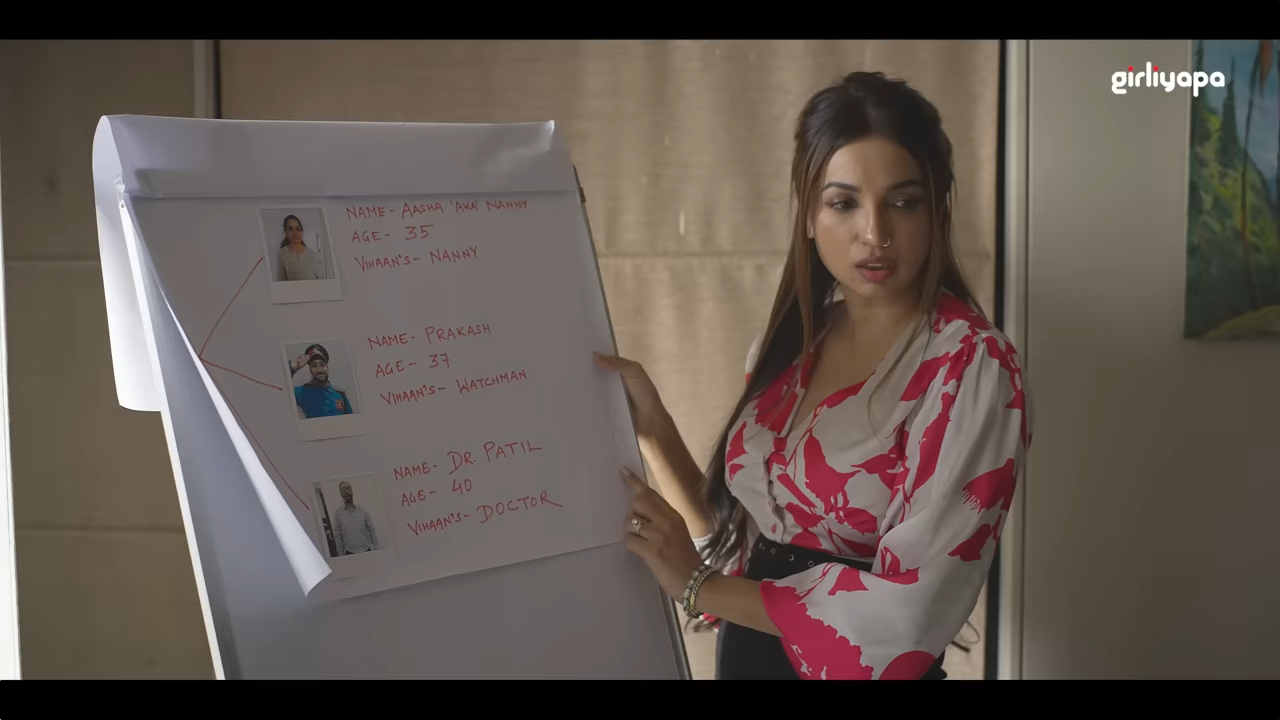 girliyapa
NAME- AASHA 'AKA' NANNY
AGE- 35
VIHAAN'S- NANNY
NAME- PRAKASH
AGE- 37
VIHAAN'S- WATCHMAN
NAME- DR. PATIL
AGE- 40
VIHAAN'S- DOCTOR